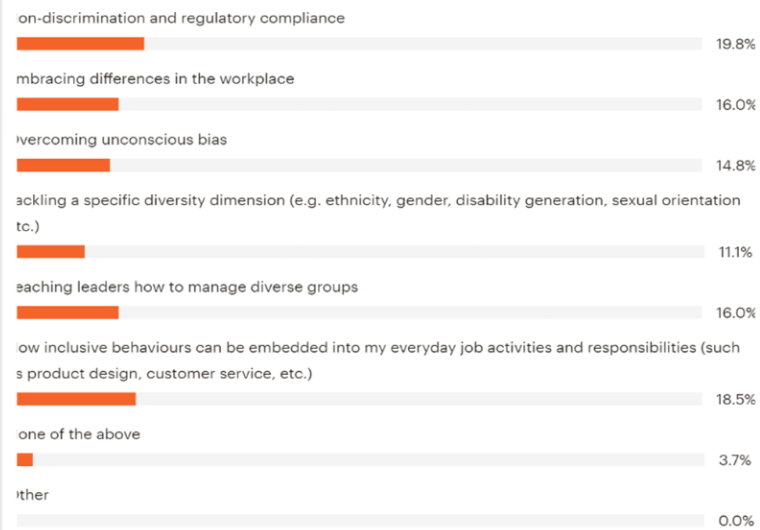 on-discrimination and regulatory compliance
19.8%
mbracing differences in the workplace
16.0%
vercoming unconscious bias
14.8%
ackling a specific diversity dimension (e.g. ethnicity, gender, disability generation, sexual orientation
tc.)
11.1%
eaching leaders how to manage diverse groups
16.0%
ow inclusive behaviours can be embedded into my everyday job activities and responsibilities (such
s product design, customer service, etc.)
18.5%
one of the above
3.7%
ther
0.0%